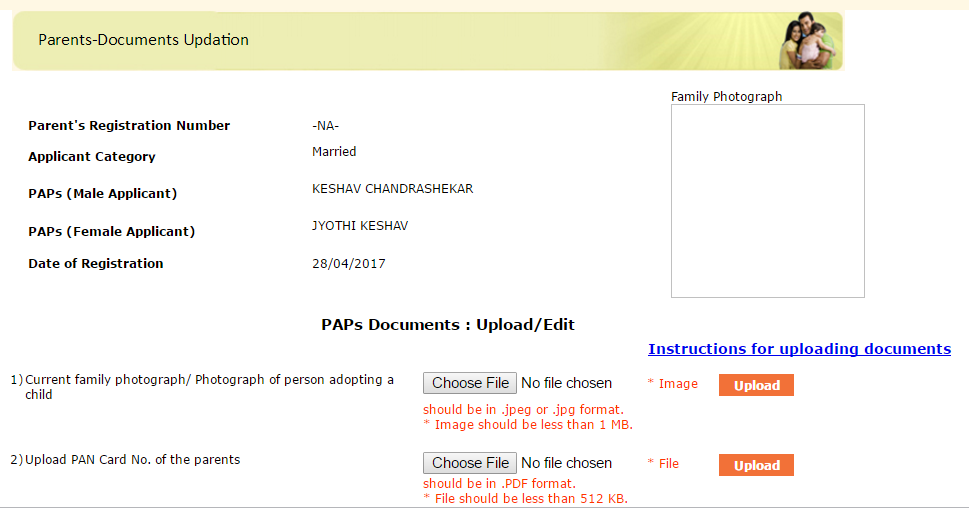 Parents-Documents Updation
Family Photograph
Parent's Registration Number -NA-
Applicant Category Married
PAPs (Male Applicant) KESHAV CHANDRASHEKAR
PAPs (Female Applicant) JYOTHI KESHAV
Date of Registration 28/04/2017
PAPs Documents : Upload/Edit
Instructions for uploading documents
1) Current family photograph/ Photograph of person adopting a child Choose File No file chosen * Image Upload
should be in .jpeg or .jpg format.
* Image should be less than 1 MB.
2) Upload PAN Card No. of the parents Choose File No file chosen * File Upload
should be in .PDF format.
* File should be less than 512 KB.